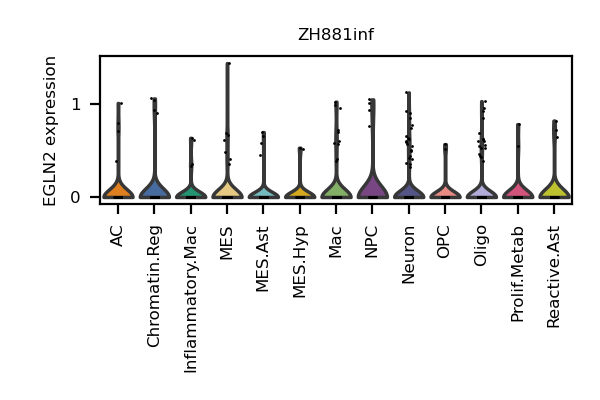 ZH881inf
EGLN2 expression
1
0
AC
Chromatin.Reg
Inflammatory.Mac
MES
MES.Ast
MES.Hyp
Mac
NPC
Neuron
OPC
Oligo
Prolif.Metab
Reactive.Ast